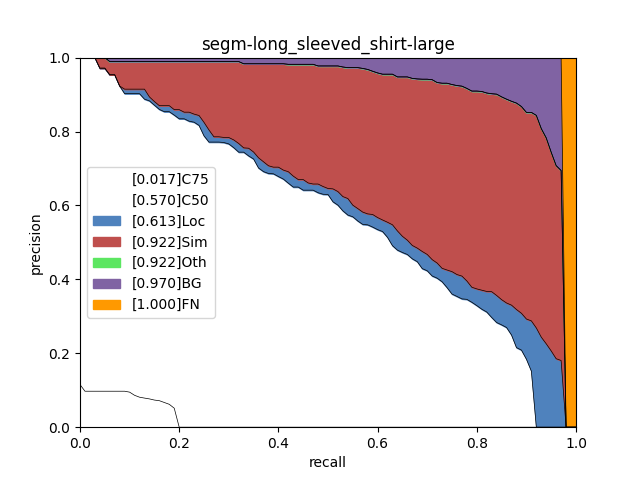 segm-long_sleeved_shirt-large
1.0
0.8
0.6
0.4
0.2
0.0
precision
[0.017]C75
[0.570]C50
[0.613]Loc
[0.922]Sim
[0.922]Oth
[0.970]BG
[1.000]FN
0.0 0.2 0.4 0.6 0.8 1.0
recall